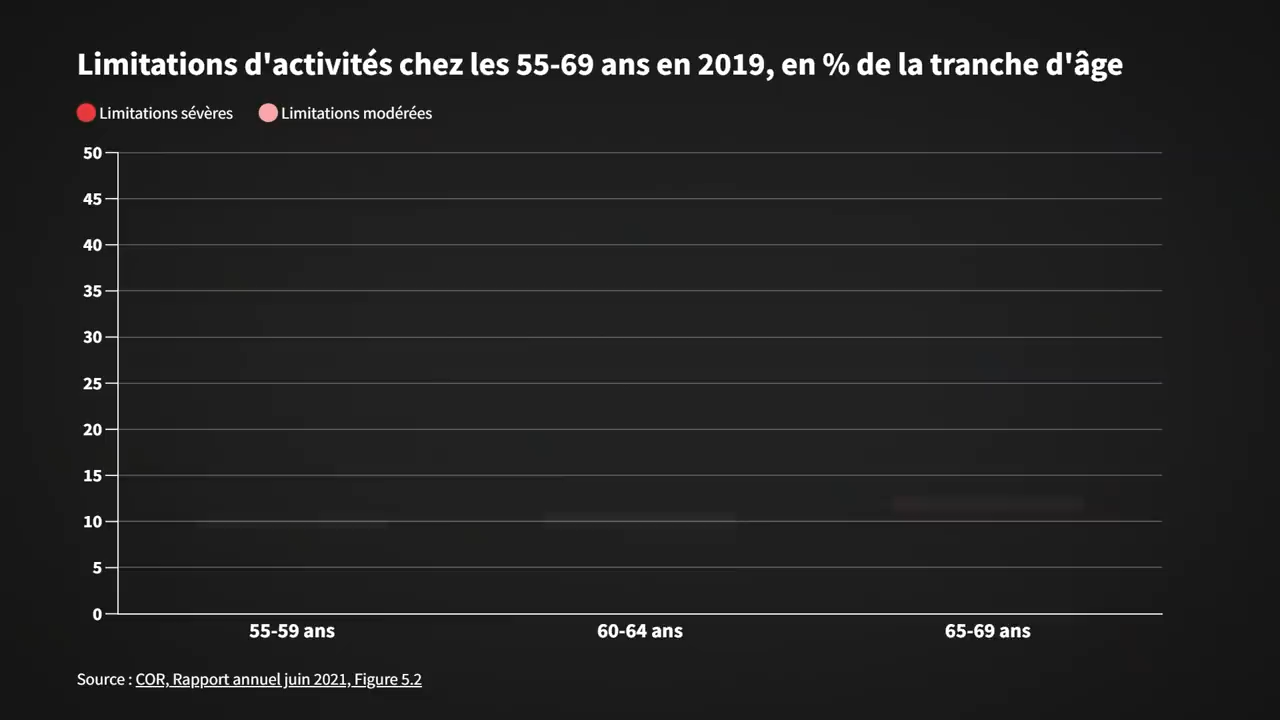 Limitations d'activités chez les 55-69 ans en 2019, en % de la tranche d'âge
Limitations sévères
Limitations modérées
50
45
40
35
30
25
20
15
10
5
0
55-59 ans
60-64 ans
65-69 ans
Source : COR, Rapport annuel juin 2021, Figure 5.2